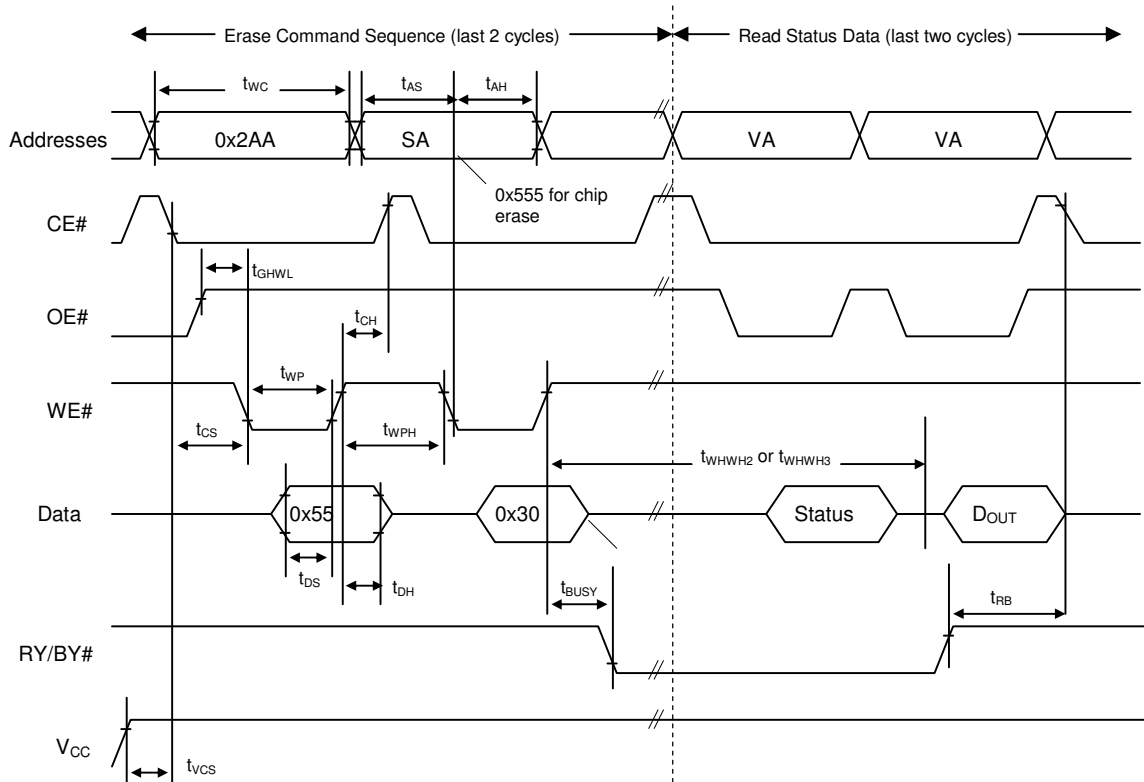 Erase Command Sequence (last 2 cycles)
Read Status Data (last two cycles)
tWC
tAS
tAH
Addresses
0x2AA
SA
VA
VA
0x555 for chip
erase
CE#
tGHWL
OE#
tCH
tWP
WE#
tCS
tWPH
tWHWH2 or tWHWH3
Data
0x55
0x30
Status
DOUT
tDS
tDH
tBUSY
tRB
RY/BY#
VCC
tVCS